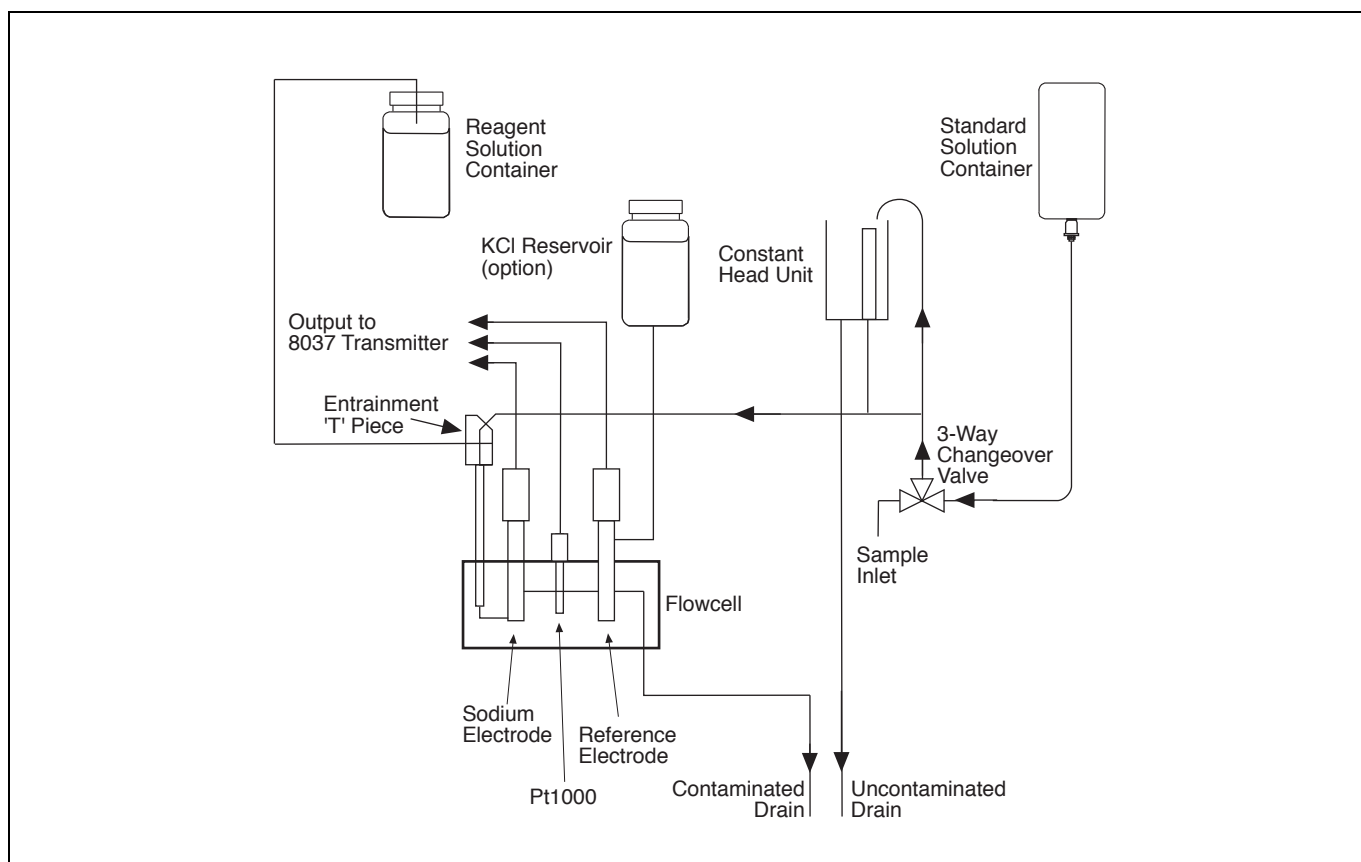 Reagent
Solution
Container
Standard
Solution
Container
KCl Reservoir
(option)
Constant
Head Unit
Output to
8037 Transmitter
Entrainment
'T' Piece
3-Way
Changeover
Valve
Sample
Inlet
Flowcell
Sodium
Electrode
Reference
Electrode
Pt1000
Contaminated
Drain
Uncontaminated
Drain